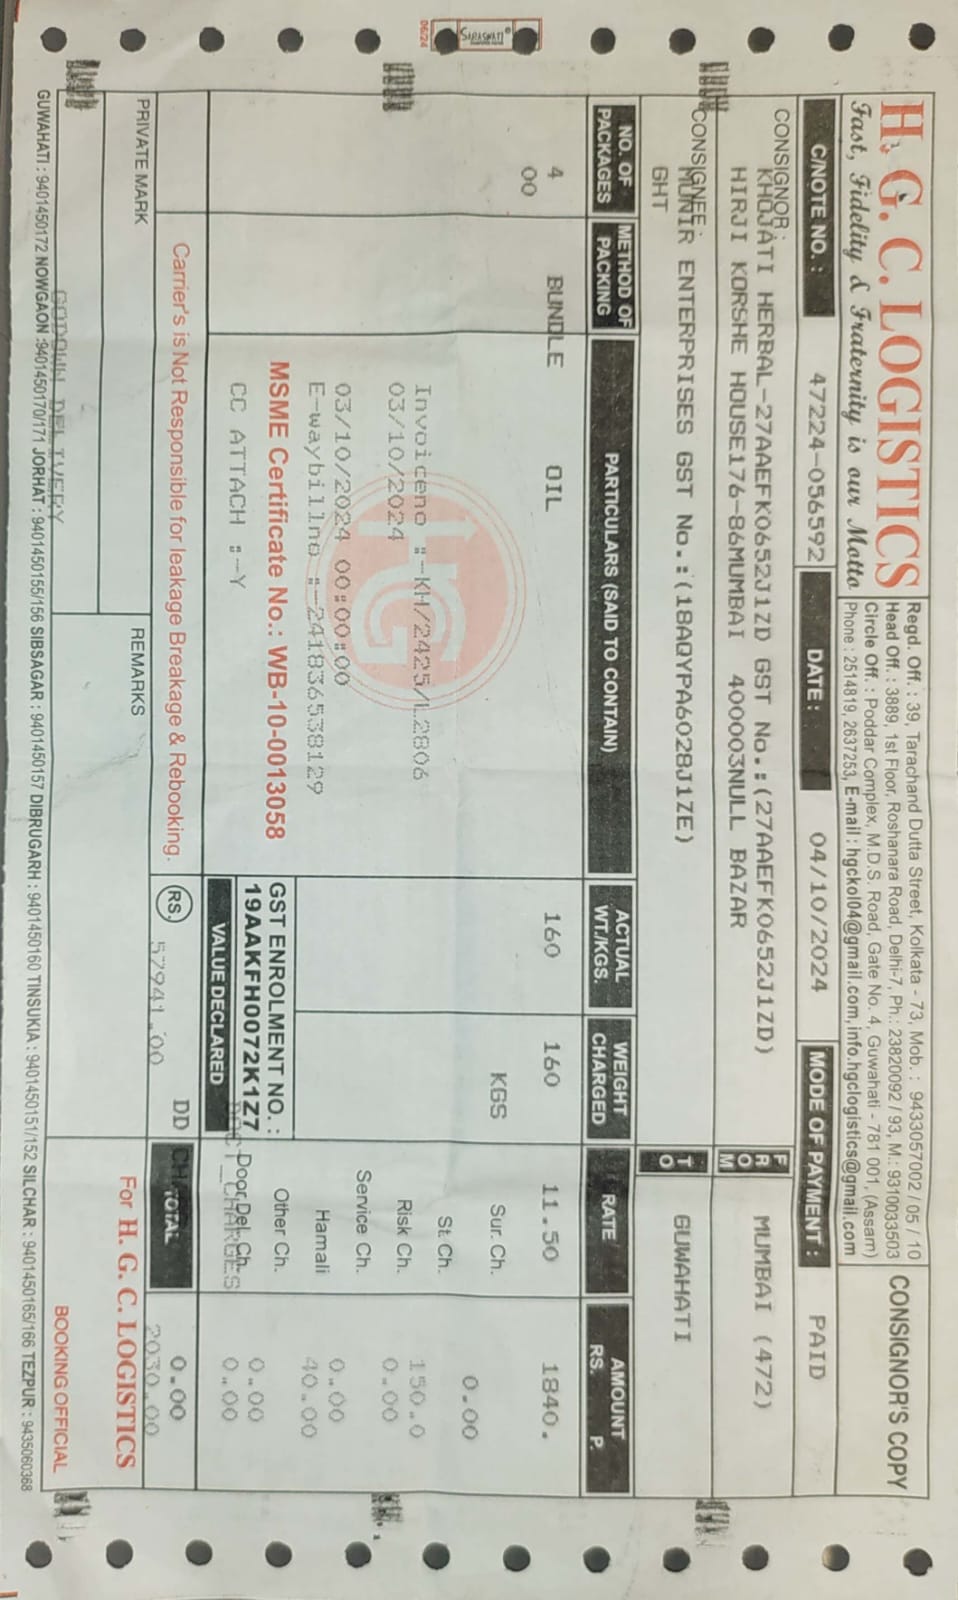 SARASWATI
06/24
H. G. C. LOGISTICS
Fast, Fidelity & Fraternity is our Motto
Regd. Off. : 39, Tarachand Dutta Street, Kolkata - 73, Mob. : 9433057002 / 05 / 10
Head Off. : 3889, 1st Floor, Roshanara Road, Delhi-7, Ph.: 23820092 / 93, M.: 9310033503
Circle Off. : Poddar Complex, M.D.S. Road, Gate No. 4, Guwahati - 781 001, (Assam)
Phone : 2514819, 2637253, E-mail : hgckol04@gmail.com, info.hgclogistics@gmail.com
CONSIGNOR'S COPY
C/NOTE NO. : 47224-056592 DATE : 04/10/2024 MODE OF PAYMENT : PAID
CONSIGNOR :
KHOJATI HERBAL-27AAEFK0652J1ZD GST No.:(27AAEFK0652J1ZD)
HIRJI KORSHE HOUSE176-86MUMBAI 400003NULL BAZAR
FROM MUMBAI (472)
CONSIGNEE :
MUNIR ENTERPRISES GST No.:(18AQYPA6028J1ZE)
GHT
TO GUWAHATI
NO. OF PACKAGES METHOD OF PACKING PARTICULARS (SAID TO CONTAIN) ACTUAL WT./KGS. WEIGHT CHARGED RATE AMOUNT RS. P.
4 BUNDLE OIL 160 160 11.50 1840.
00
KGS Sur. Ch. 0.00
St. Ch. 150.0
Invoiceno :-KH/2425/L2806
03/10/2024 Risk Ch. 0.00
Service Ch. 0.00
03/10/2024 00:00:00
E-waybillno :-241836538129 Hamali 40.00
HG
MSME Certificate No.: WB-10-0013058
GST ENROLMENT NO. :
19AAKFH0072K1Z7
Other Ch. 0.00
CC ATTACH :-Y
Door Del. Ch. 0.00
VALUE DECLARED
Carrier's is Not Responsible for leakage Breakage & Rebooking.
RS. 57941.00
DD 0.00
TOTAL 2030.00
PRIVATE MARK REMARKS
For H. G. C. LOGISTICS
GODOWN DELIVERY
BOOKING OFFICIAL
GUWAHATI : 9401450172 NOWGAON :9401450170/171 JORHAT : 9401450155/156 SIBSAGAR : 9401450157 DIBRUGARH : 9401450160 TINSUKIA : 9401450151/152 SILCHAR : 9401450165/166 TEZPUR : 9435060368